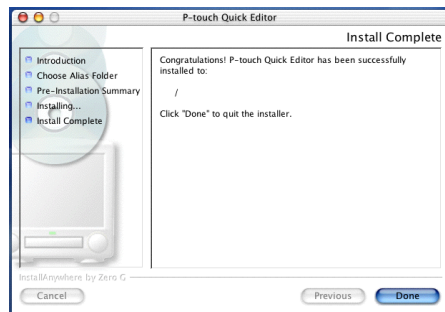 P-touch Quick Editor
Install Complete
Introduction
Choose Alias Folder
Pre-Installation Summary
Installing...
Install Complete
Congratulations! P-touch Quick Editor has been successfully
installed to:
/
Click "Done" to quit the installer.
InstallAnywhere by Zero G
Cancel
Previous
Done